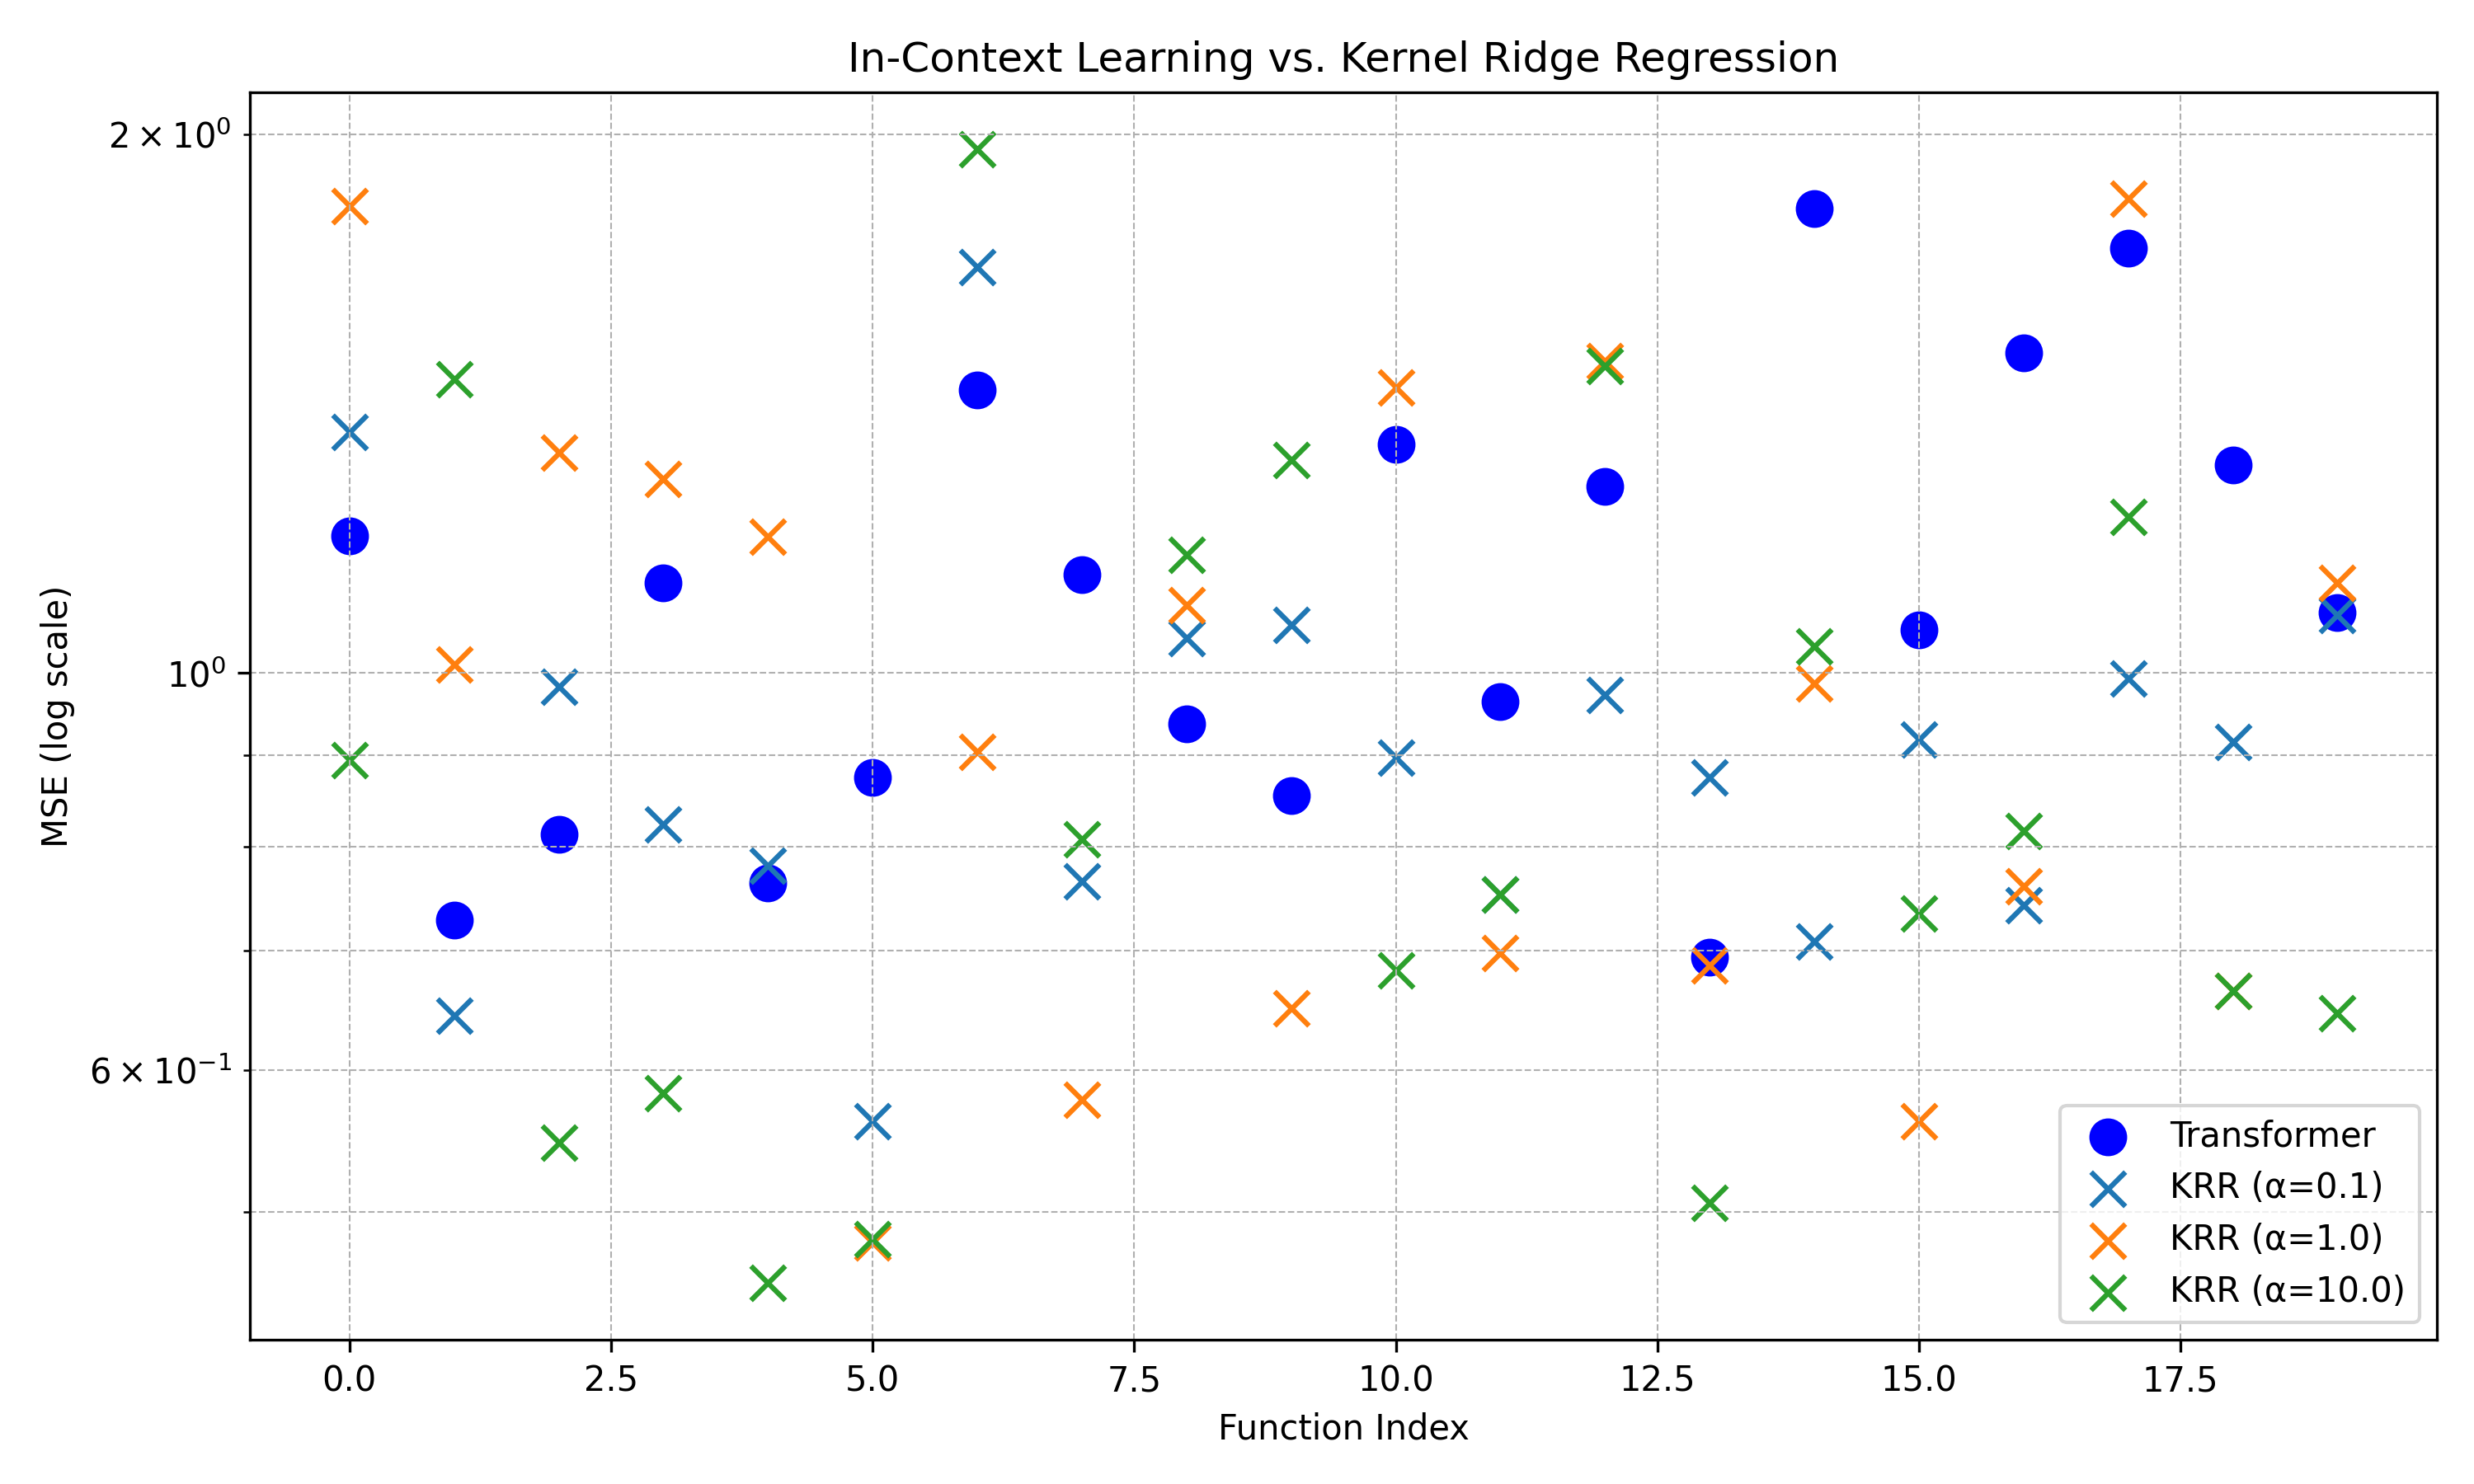 In-Context Learning vs. Kernel Ridge Regression
MSE (log scale)
2 × 10⁰
10⁰
6 × 10⁻¹
0.0 2.5 5.0 7.5 10.0 12.5 15.0 17.5
Function Index
Transformer
KRR (α=0.1)
KRR (α=1.0)
KRR (α=10.0)